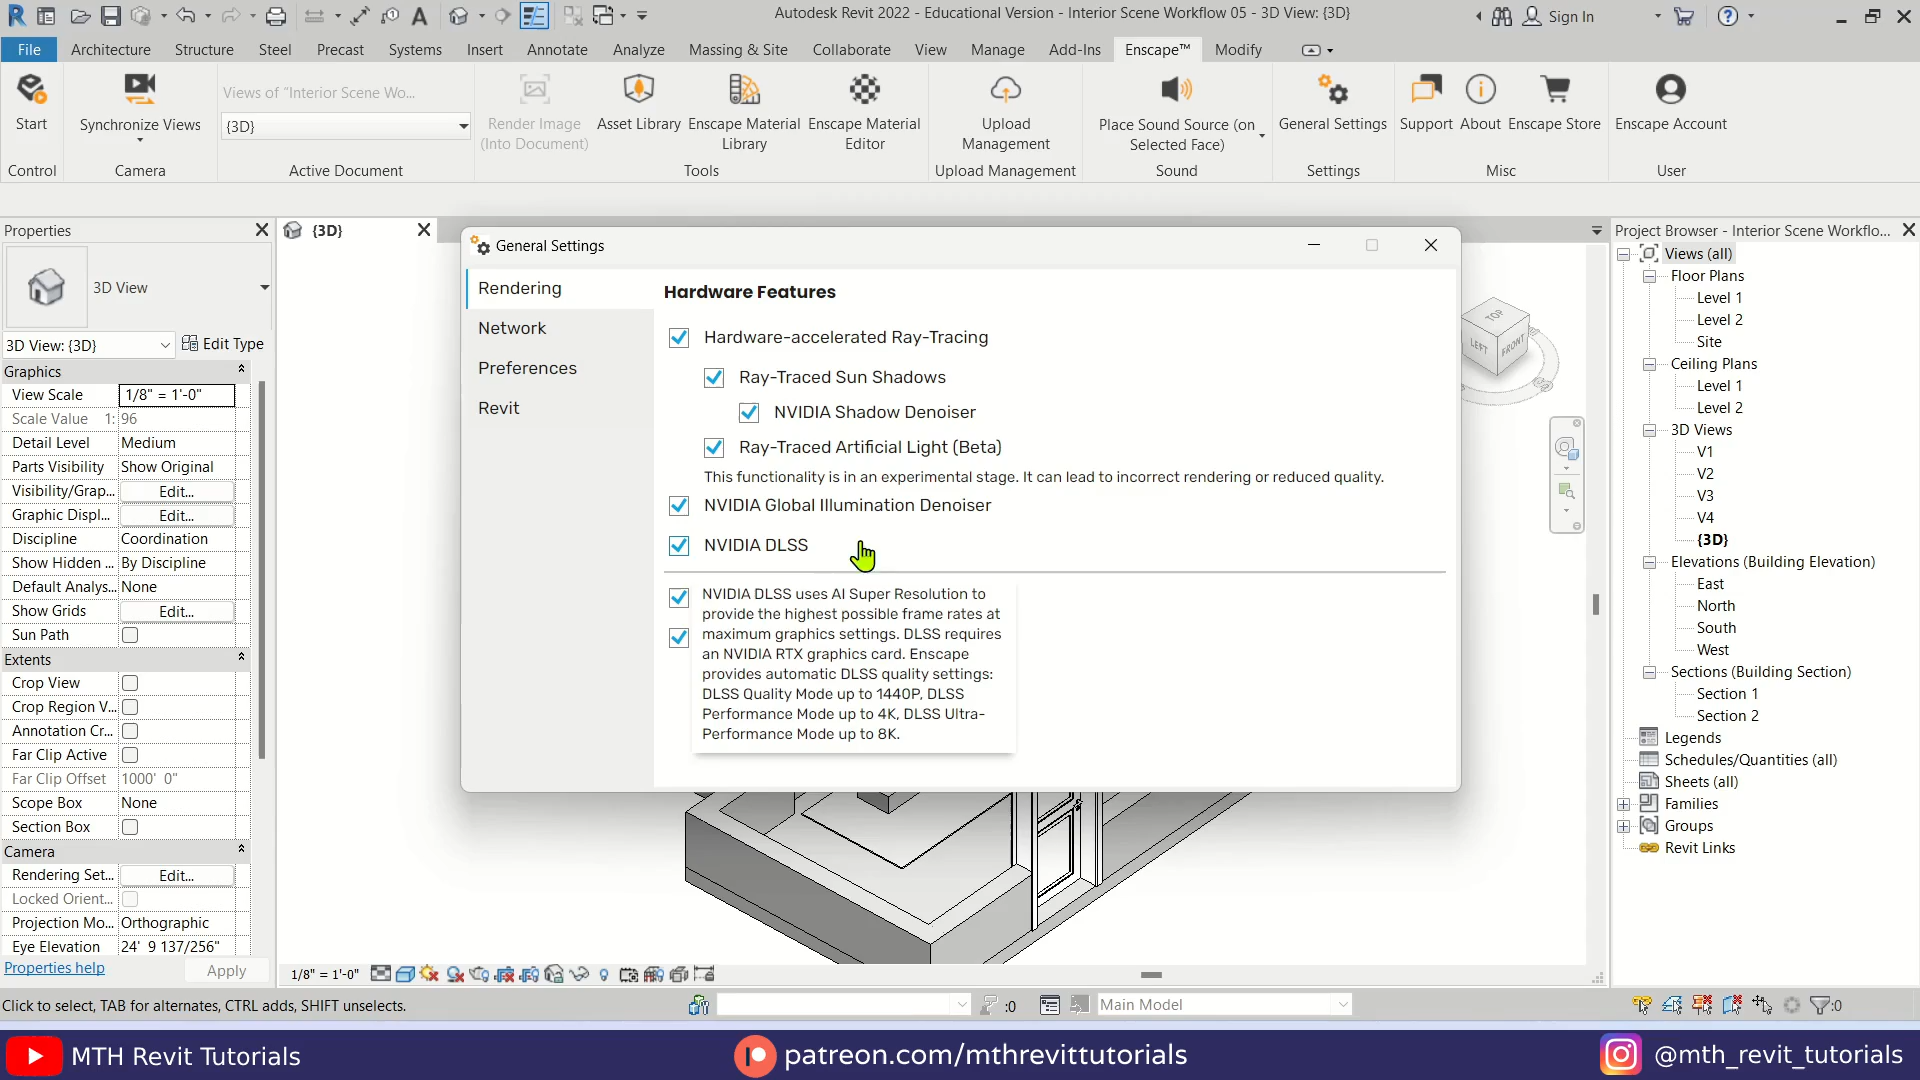 Autodesk Revit 2022 - Educational Version - Interior Scene Workflow 05 - 3D View: {3D}
Sign In
File
Architecture
Structure
Steel
Precast
Systems
Insert
Annotate
Analyze
Massing & Site
Collaborate
View
Manage
Add-Ins
Enscape™
Modify
Start
Synchronize Views
Views of "Interior Scene Wo...
{3D}
Render Image
(Into Document)
Asset Library
Enscape Material
Library
Enscape Material
Editor
Upload
Management
Place Sound Source (on
Selected Face)
General Settings
Support
About
Enscape Store
Enscape Account
Control
Camera
Active Document
Tools
Upload Management
Sound
Settings
Misc
User
Properties
3D View
3D View: {3D}
Edit Type
Graphics
View Scale 1/8" = 1'-0"
Scale Value 1: 96
Detail Level Medium
Parts Visibility Show Original
Visibility/Grap... Edit...
Graphic Displ... Edit...
Discipline Coordination
Show Hidden ... By Discipline
Default Analys... None
Show Grids Edit...
Sun Path
Extents
Crop View
Crop Region V...
Annotation Cr...
Far Clip Active
Far Clip Offset 1000' 0"
Scope Box None
Section Box
Camera
Rendering Set... Edit...
Locked Orient...
Projection Mo... Orthographic
Eye Elevation 24' 9 137/256"
Properties help
Apply
{3D}
General Settings
Rendering
Network
Preferences
Revit
Hardware Features
Hardware-accelerated Ray-Tracing
Ray-Traced Sun Shadows
NVIDIA Shadow Denoiser
Ray-Traced Artificial Light (Beta)
This functionality is in an experimental stage. It can lead to incorrect rendering or reduced quality.
NVIDIA Global Illumination Denoiser
NVIDIA DLSS
NVIDIA DLSS uses AI Super Resolution to
provide the highest possible frame rates at
maximum graphics settings. DLSS requires
an NVIDIA RTX graphics card. Enscape
provides automatic DLSS quality settings:
DLSS Quality Mode up to 1440P, DLSS
Performance Mode up to 4K, DLSS Ultra-
Performance Mode up to 8K.
TOP
LEFT
FRONT
Project Browser - Interior Scene Workflo...
Views (all)
Floor Plans
Level 1
Level 2
Site
Ceiling Plans
Level 1
Level 2
3D Views
V1
V2
V3
V4
{3D}
Elevations (Building Elevation)
East
North
South
West
Sections (Building Section)
Section 1
Section 2
Legends
Schedules/Quantities (all)
Sheets (all)
Families
Groups
Revit Links
1/8" = 1'-0"
Click to select, TAB for alternates, CTRL adds, SHIFT unselects.
:0
Main Model
:0
MTH Revit Tutorials
patreon.com/mthrevittutorials
@mth_revit_tutorials